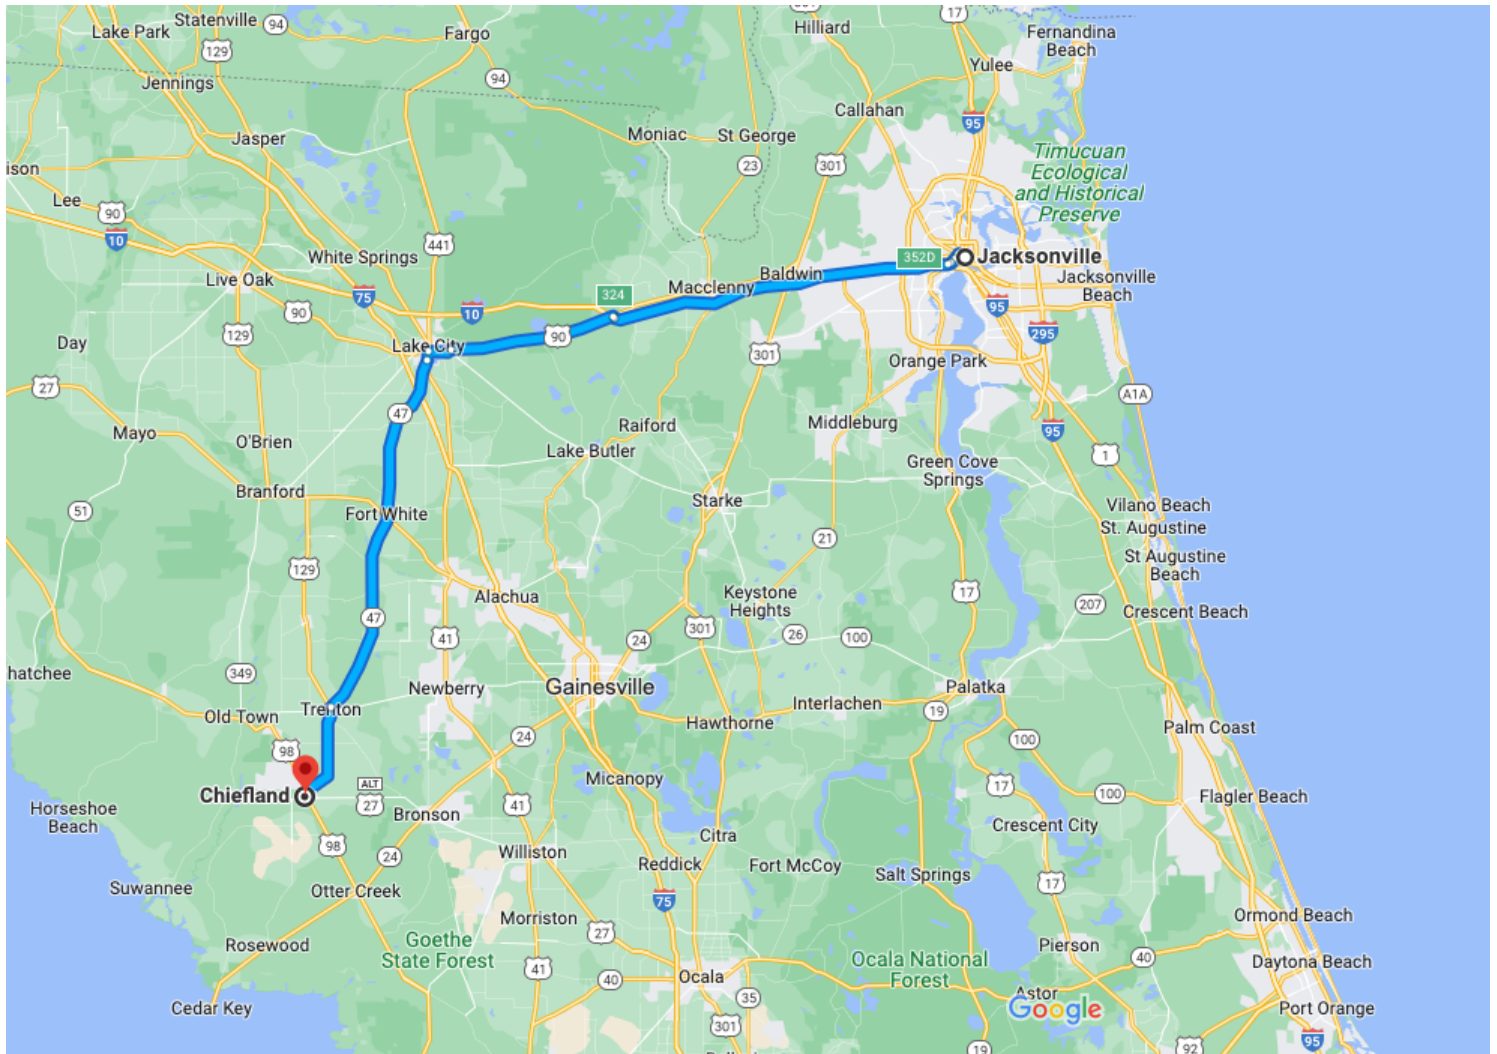 Lake Park
Statenville
94
129
Fargo
94
Jennings
Hilliard
17
Fernandina
Beach
Yulee
Callahan
95
Jasper
Moniac
St George
23
301
Timucuan
Ecological
and Historical
Preserve
ison
Lee
90
10
441
White Springs
Live Oak
75
90
10
324
90
Macclenny
Baldwin
352D
Jacksonville
Jacksonville
Beach
95
295
129
Day
27
Lake City
301
Orange Park
A1A
47
Mayo
O'Brien
Raiford
Lake Butler
Middleburg
95
1
Green Cove
Springs
Branford
51
Fort White
Starke
Vilano Beach
St. Augustine
St Augustine
Beach
21
129
Alachua
Keystone
Heights
17
207
Crescent Beach
47
41
24
301
26
100
hatchee
349
Newberry
Gainesville
Old Town
Trenton
Interlachen
Palatka
Hawthorne
19
Palm Coast
98
24
100
Chiefland
ALT
27
Micanopy
17
100
Flagler Beach
Horseshoe
Beach
Bronson
41
Citra
Crescent City
98
24
Williston
Reddick
Fort McCoy
Salt Springs
17
Suwannee
Otter Creek
75
Morriston
27
Ormond Beach
Rosewood
Goethe
State Forest
41
40
Ocala
Ocala National
Forest
Pierson
40
Daytona Beach
Cedar Key
35
Astor
Google
Port Orange
301
19
92
95